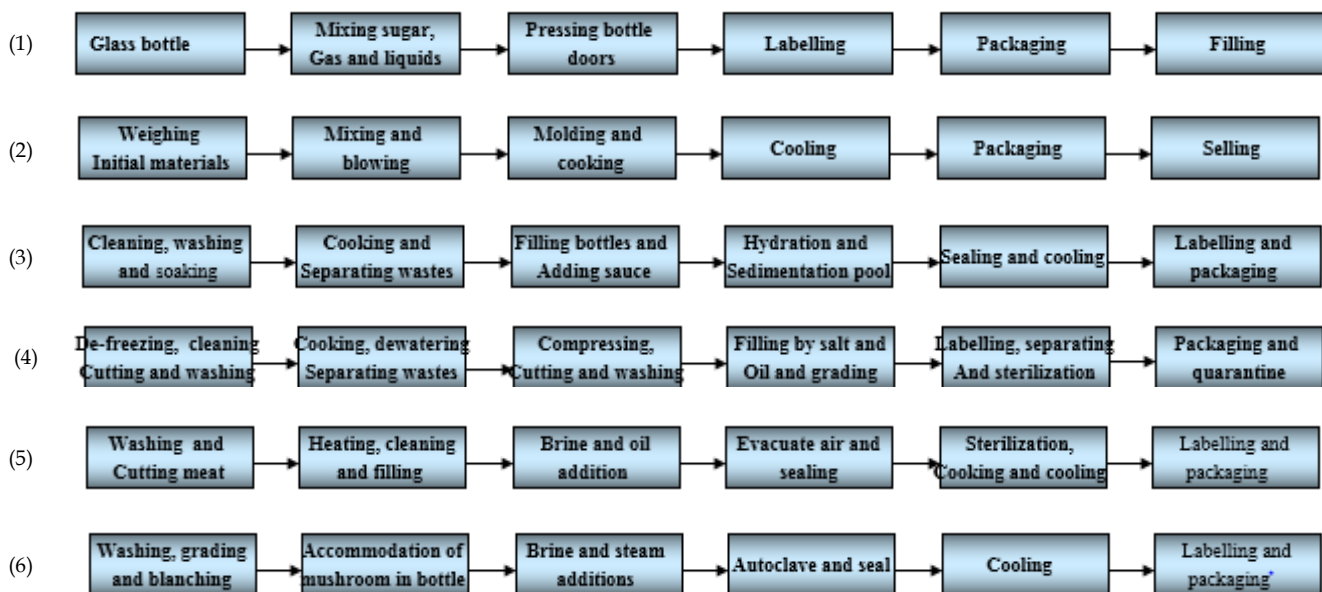 (1)
Glass bottle
Mixing sugar,
Gas and liquids
Pressing bottle
doors
Labelling
Packaging
Filling
(2)
Weighing
Initial materials
Mixing and
blowing
Molding and
cooking
Cooling
Packaging
Selling
(3)
Cleaning, washing
and soaking
Cooking and
Separating wastes
Filling bottles and
Adding sauce
Hydration and
Sedimentation pool
Sealing and cooling
Labelling and
packaging
(4)
De-freezing, cleaning
Cutting and washing
Cooking, dewatering
Separating wastes
Compressing,
Cutting and washing
Filling by salt and
Oil and grading
Labelling, separating
And sterilization
Packaging and
quarantine
(5)
Washing and
Cutting meat
Heating, cleaning
and filling
Brine and oil
addition
Evacuate air and
sealing
Sterilization,
Cooking and cooling
Labelling and
packaging
(6)
Washing, grading
and blanching
Accommodation of
mushroom in bottle
Brine and steam
additions
Autoclave and seal
Cooling
Labelling and
packaging